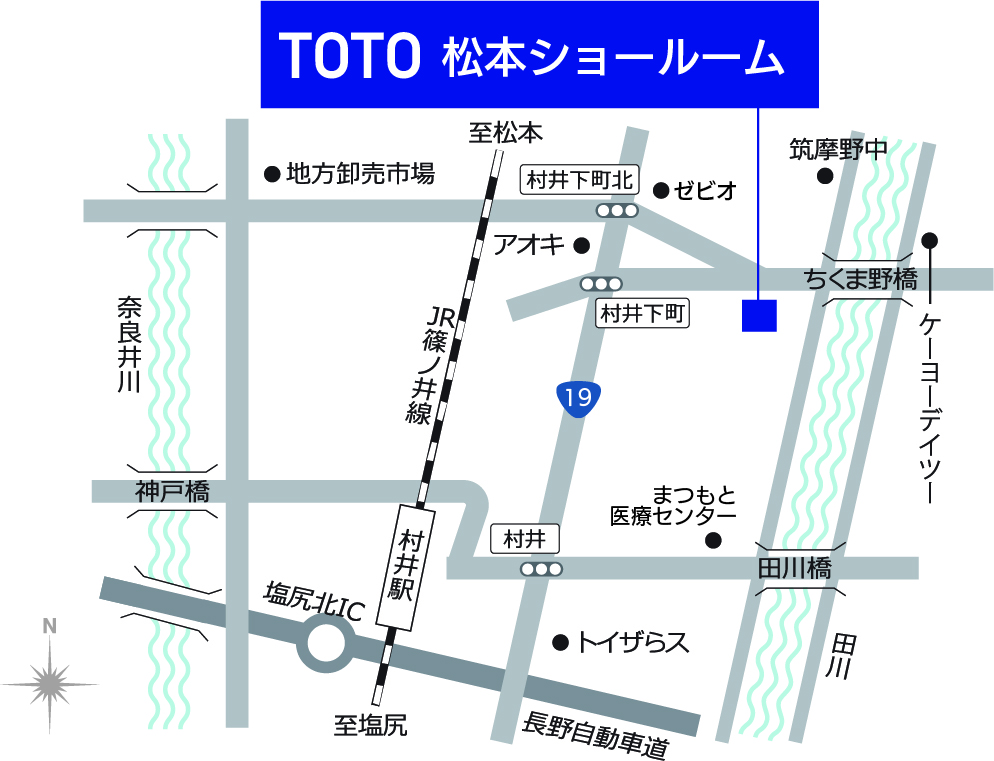 TOTO 松本ショールーム
至松本
筑摩野中
地方卸売市場
村井下町北
ゼビオ
アオキ
ちくま野橋
奈良井川
村井下町
JR篠ノ井線
ケーヨーデイツー
19
神戸橋
まつもと
医療センター
村井
村井駅
田川橋
塩尻北IC
N
トイザらス
田川
至塩尻
長野自動車道